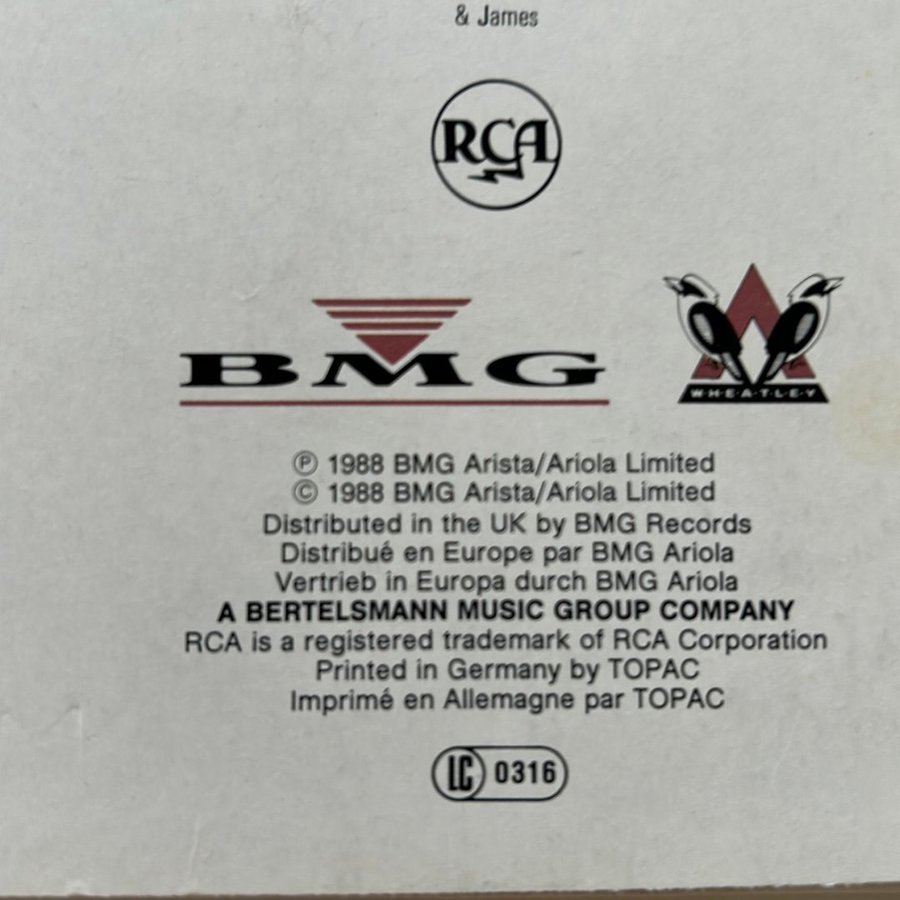 & James
RCA
BMG
WHEATLEY
℗ 1988 BMG Arista/Ariola Limited
© 1988 BMG Arista/Ariola Limited
Distributed in the UK by BMG Records
Distribué en Europe par BMG Ariola
Vertrieb in Europa durch BMG Ariola
A BERTELSMANN MUSIC GROUP COMPANY
RCA is a registered trademark of RCA Corporation
Printed in Germany by TOPAC
Imprimé en Allemagne par TOPAC
LC 0316